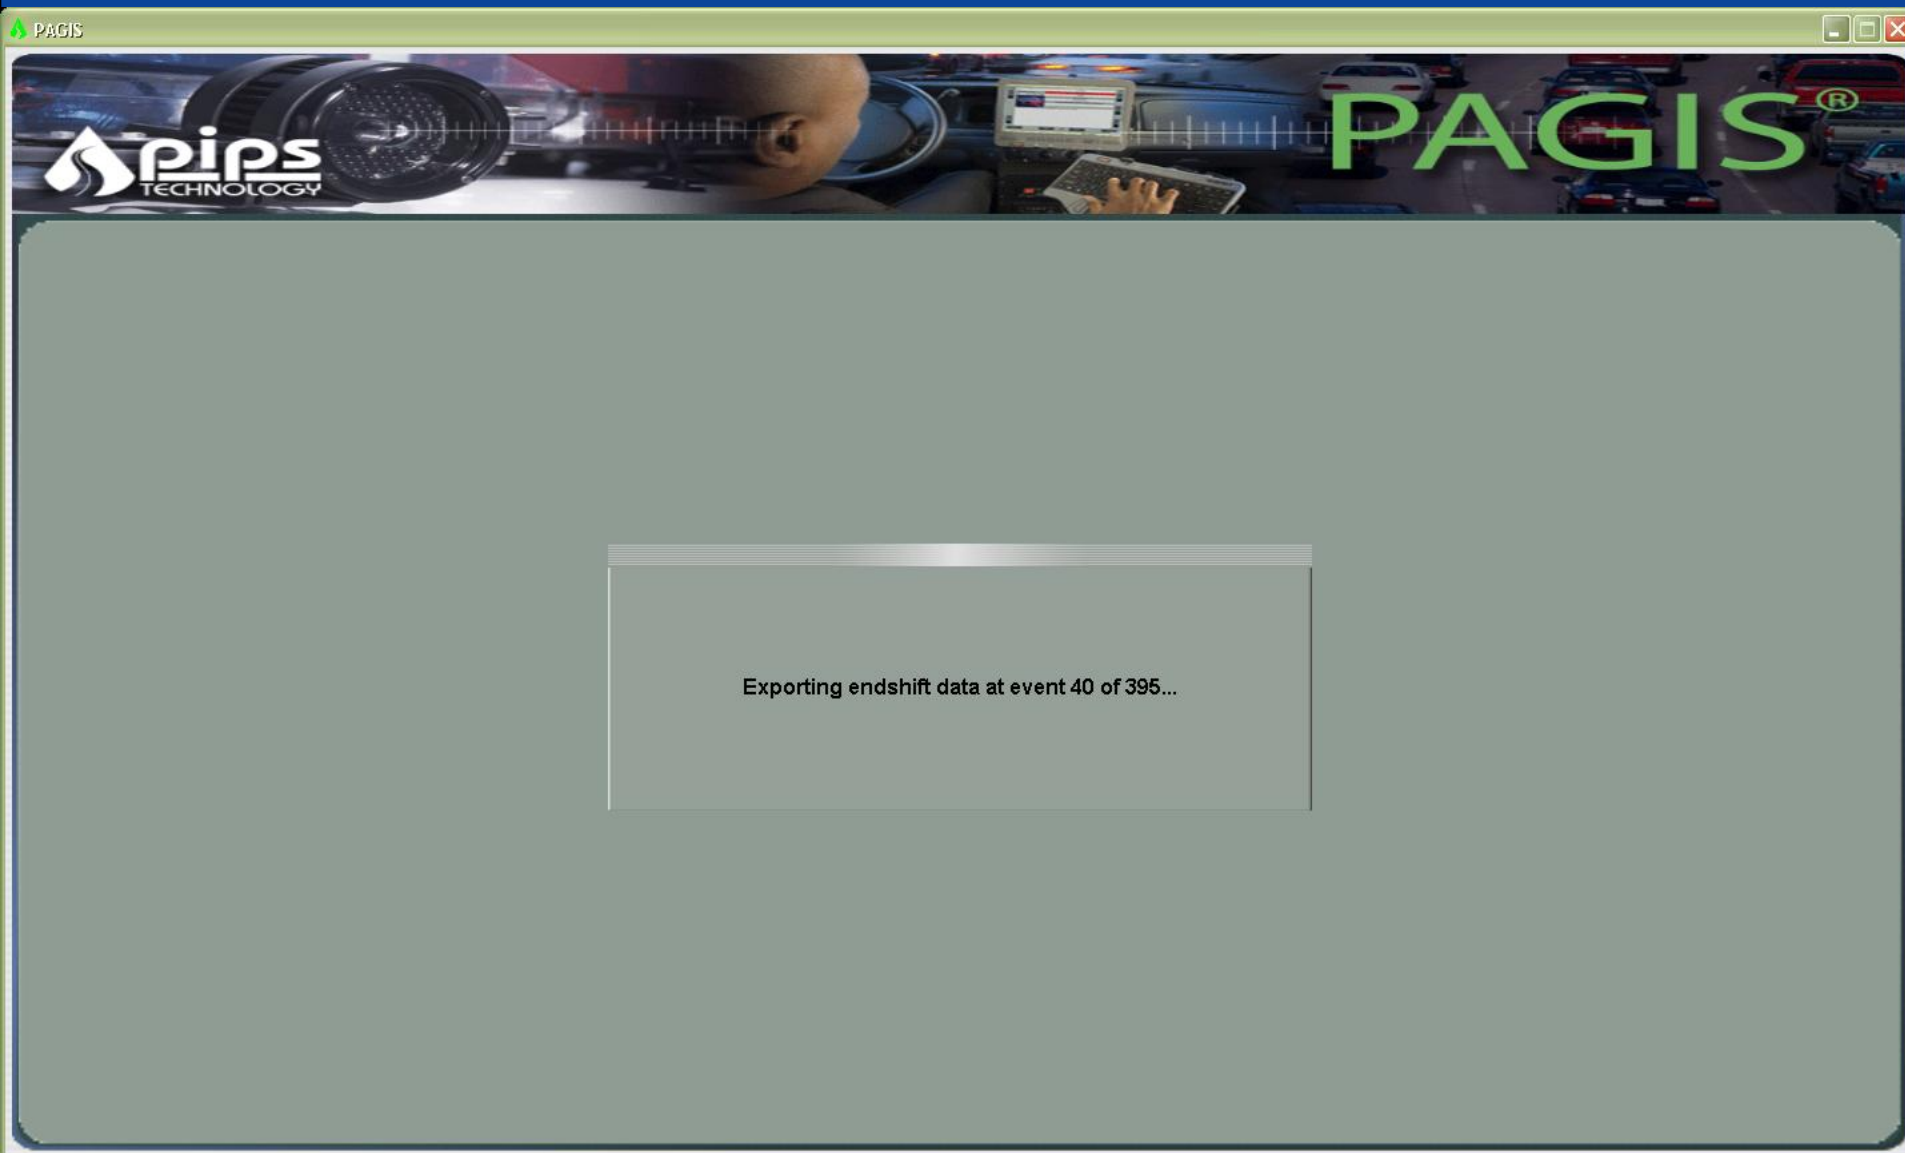 PAGIS
pips
TECHNOLOGY
PAGIS®
Exporting endshift data at event 40 of 395...